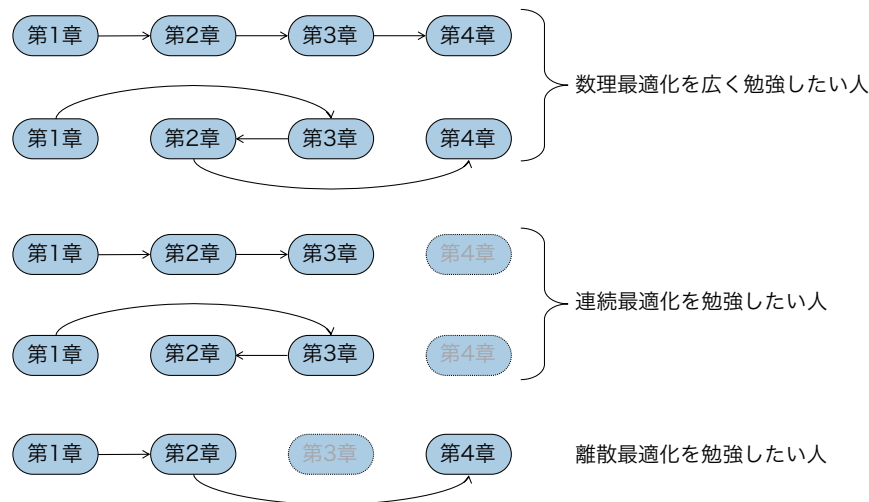 第1章 第2章 第3章 第4章
数理最適化を広く勉強したい人
第1章 第2章 第3章 第4章
第1章 第2章 第3章 第4章
連続最適化を勉強したい人
第1章 第2章 第3章 第4章
第1章 第2章 第3章 第4章 離散最適化を勉強したい人